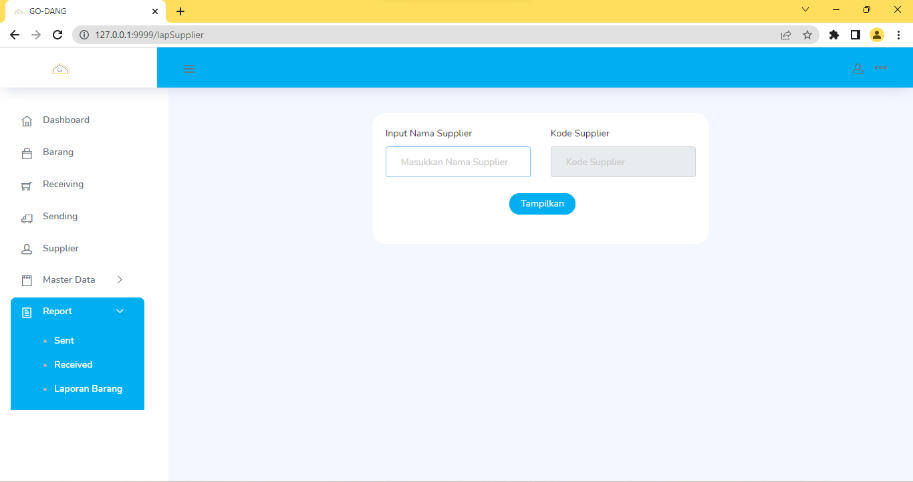 GO-DANG
127.0.0.1:9999/lapSupplier
Dashboard
Barang
Receiving
Sending
Supplier
Master Data
Report
Sent
Received
Laporan Barang
Input Nama Supplier
Kode Supplier
Masukkan Nama Supplier
Kode Supplier
Tampilkan